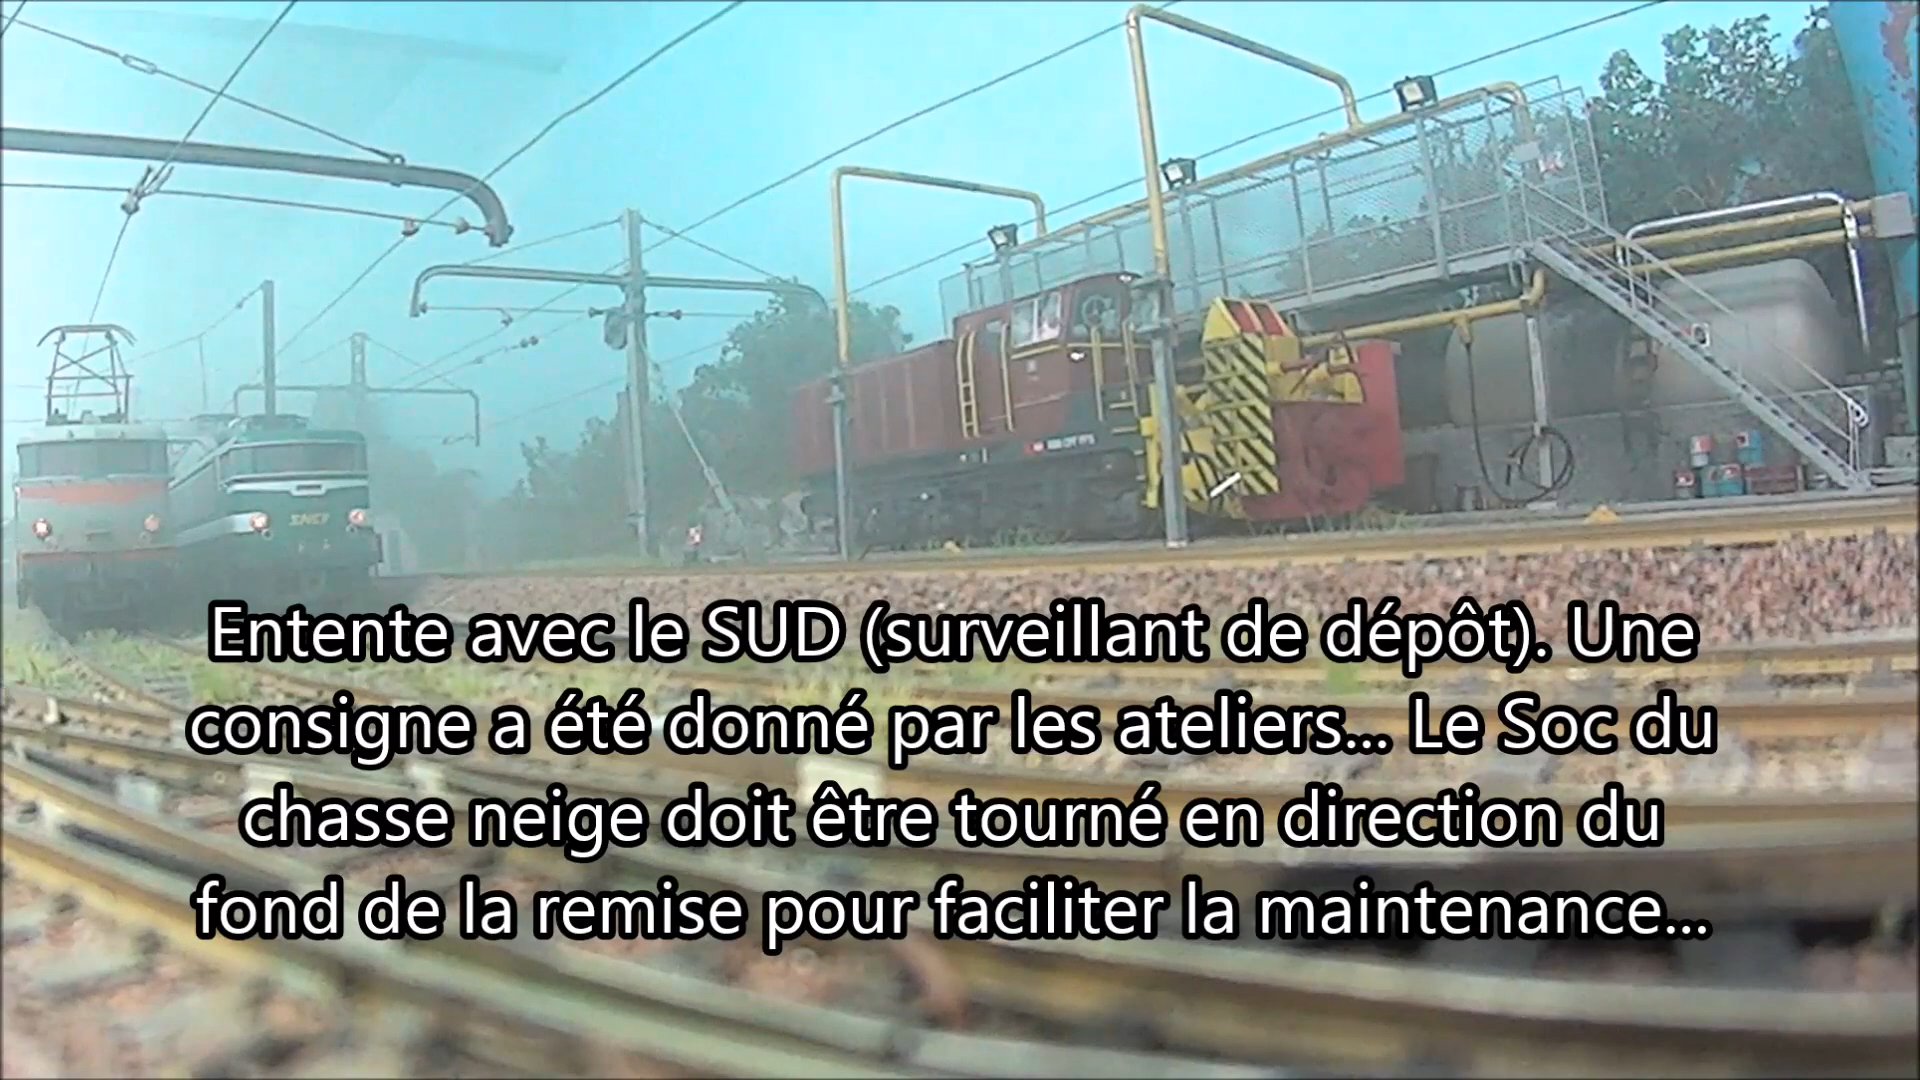 Entente avec le SUD (surveillant de dépôt). Une
consigne a été donné par les ateliers... Le Soc du
chasse neige doit être tourné en direction du
fond de la remise pour faciliter la maintenance...
SNCF